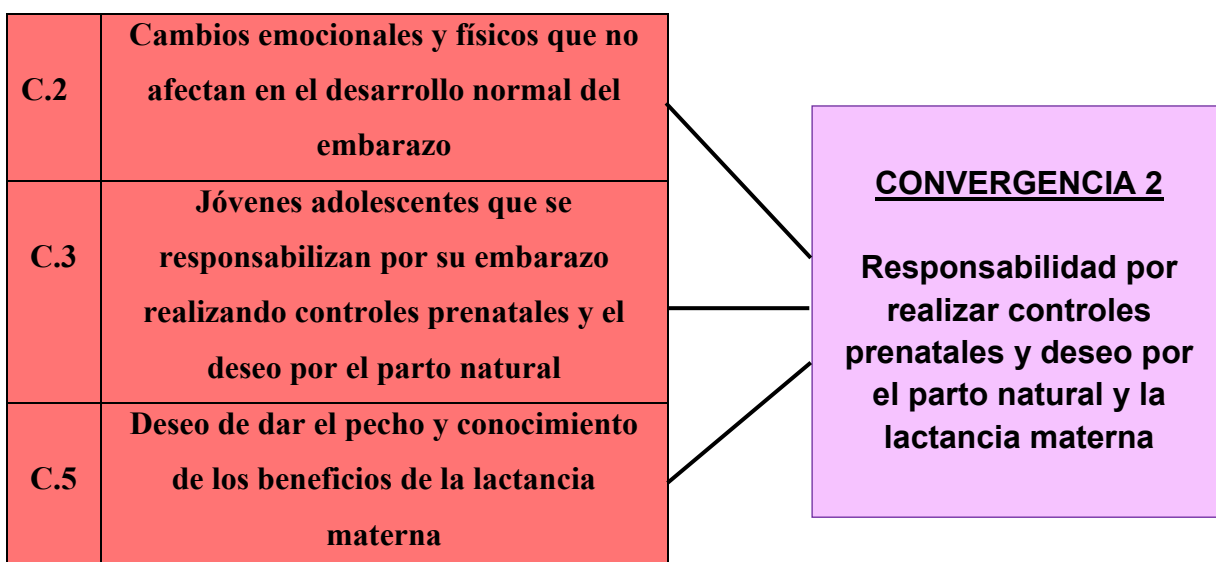 Cambios emocionales y físicos que no
C.2 afectan en el desarrollo normal del
embarazo
Jóvenes adolescentes que se
C.3 responsabilizan por su embarazo
realizando controles prenatales y el
deseo por el parto natural
Deseo de dar el pecho y conocimiento
C.5 de los beneficios de la lactancia
materna
CONVERGENCIA 2
Responsabilidad por
realizar controles
prenatales y deseo por
el parto natural y la
lactancia materna